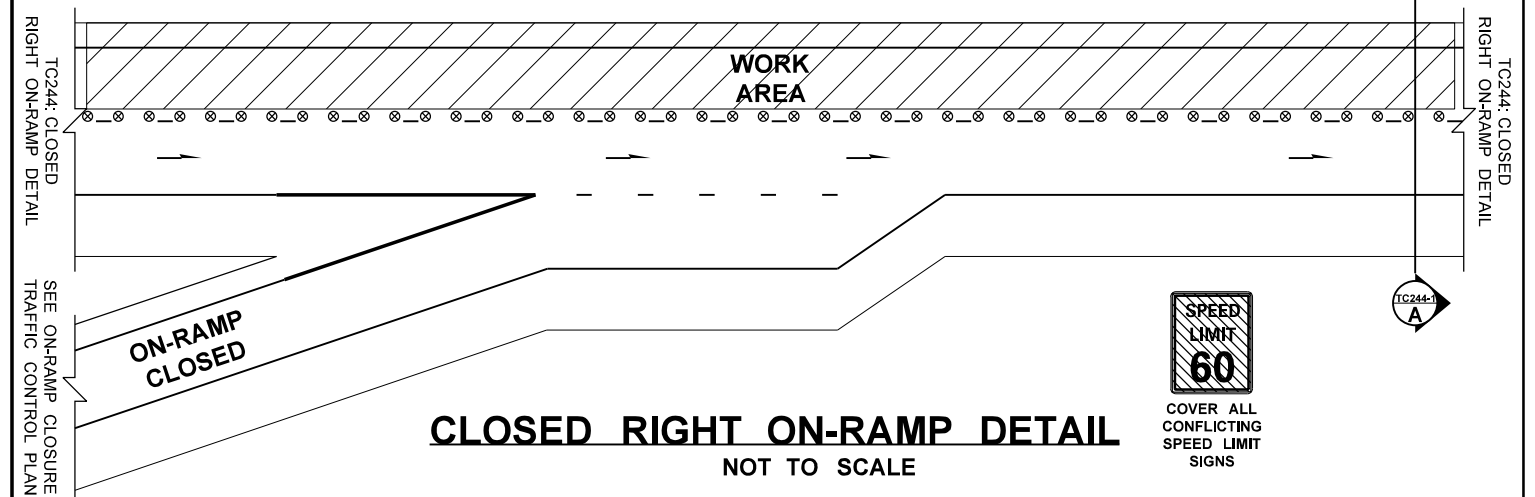 TC244: CLOSED
RIGHT ON-RAMP DETAIL
WORK
AREA
TC244: CLOSED
RIGHT ON-RAMP DETAIL
SEE ON-RAMP CLOSURE
TRAFFIC CONTROL PLAN
ON-RAMP
CLOSED
SPEED
LIMIT
60
COVER ALL
CONFLICTING
SPEED LIMIT
SIGNS
TC244-1
A
CLOSED RIGHT ON-RAMP DETAIL
NOT TO SCALE